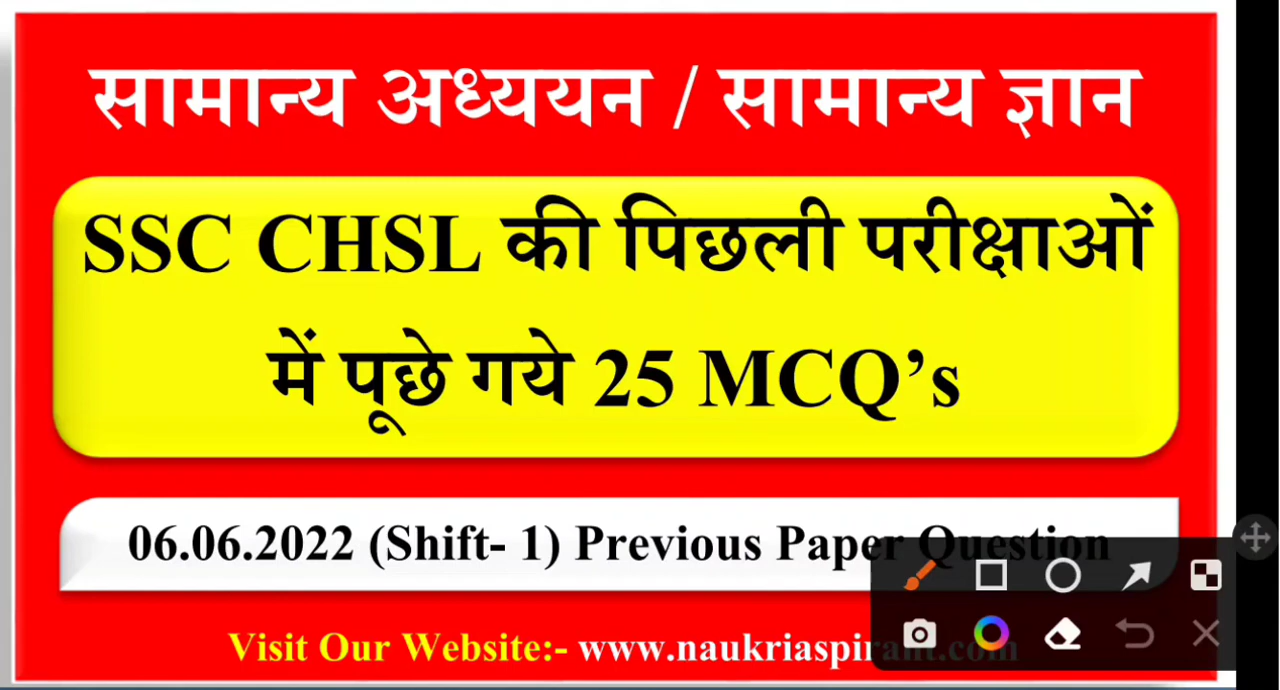 सामान्य अध्ययन / सामान्य ज्ञान
SSC CHSL की पिछली परीक्षाओं
में पूछे गये 25 MCQ’s
06.06.2022 (Shift- 1) Previous Paper Question
Visit Our Website:- www.naukriaspirant.com